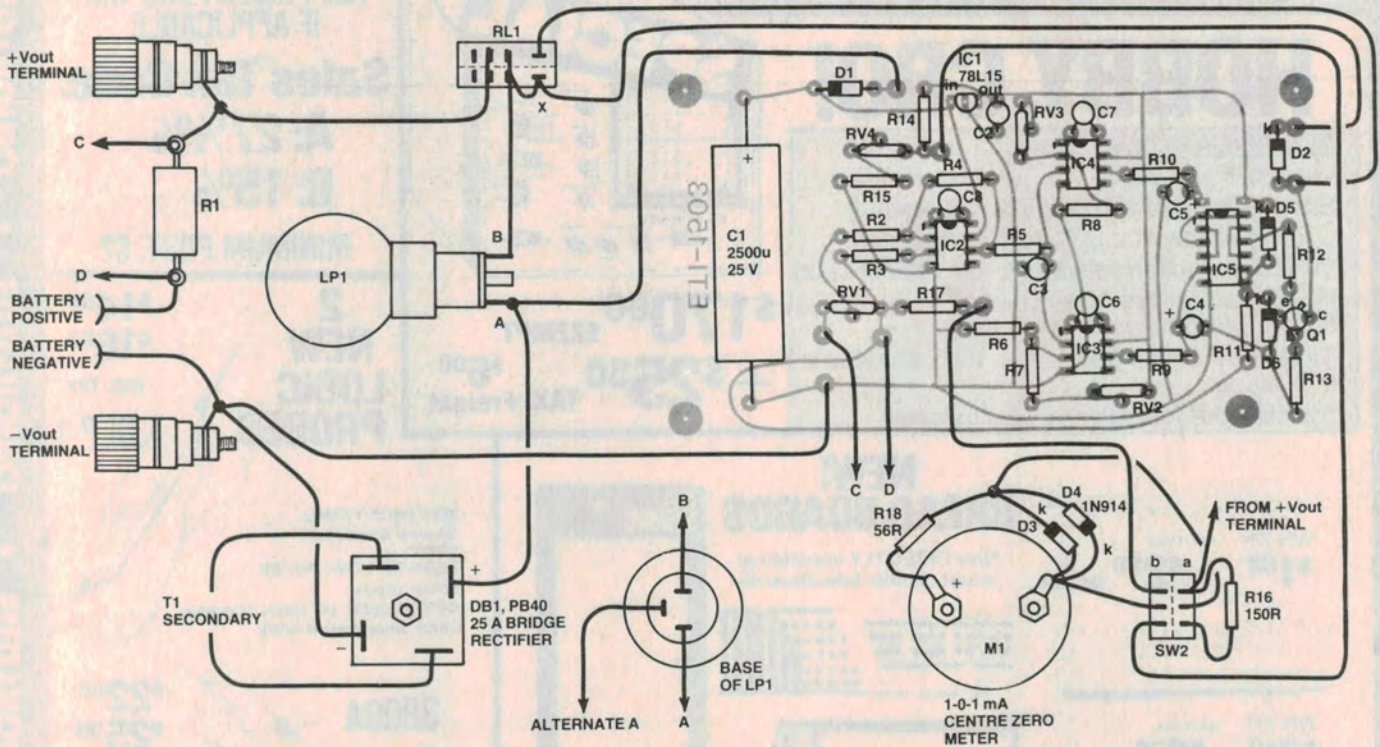 +Vout
TERMINAL
C
R1
D
BATTERY
POSITIVE
BATTERY
NEGATIVE
−Vout
TERMINAL
RL1
X
LP1
B
A
T1
SECONDARY
+
−
DB1, PB40
25 A BRIDGE
RECTIFIER
B
BASE
OF LP1
A
ALTERNATE A
D1
IC1
78L15
in
out
R14
C2
RV3
C7
RV4
R15
R4
C8
IC4
R10
C5
+
k
D2
R2
R3
IC2
R5
C3
R8
IC5
k
D5
R12
+
C1
2500u
25 V
ETI-1503
RV1
R17
C6
C4
+
R6
IC3
R7
R9
RV2
R11
k
D6
e
b
c
Q1
R13
C
D
R18
56R
D3
k
D4
1N914
k
+
M1
1-0-1 mA
CENTRE ZERO
METER
FROM +Vout
TERMINAL
b
a
R16
150R
SW2